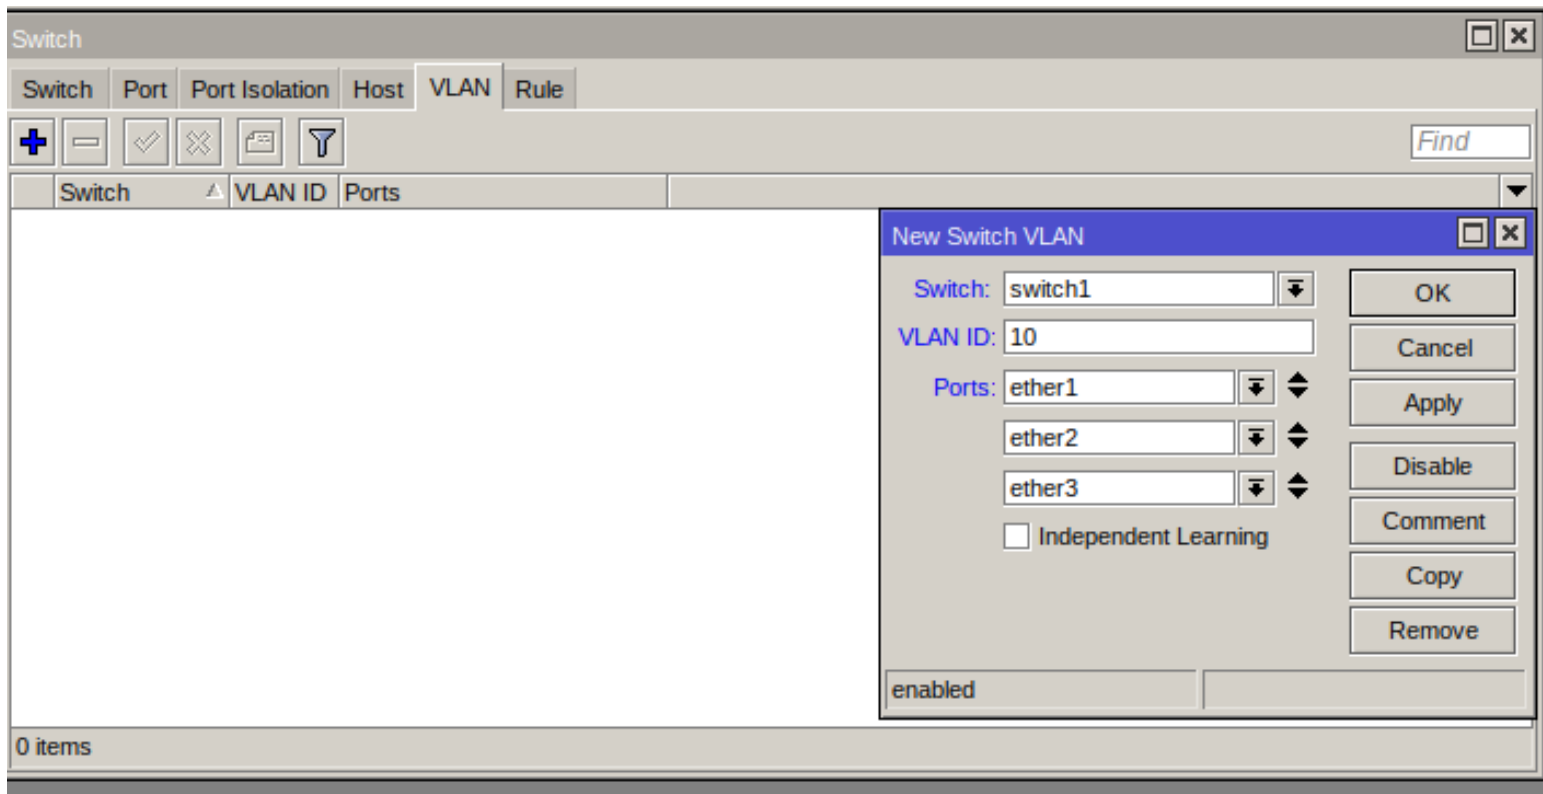 Switch
Switch Port Port Isolation Host VLAN Rule
Find
Switch VLAN ID Ports
New Switch VLAN
Switch: switch1 OK
VLAN ID: 10 Cancel
Ports: ether1 Apply
ether2
Disable
ether3
Comment
Independent Learning
Copy
Remove
enabled
0 items